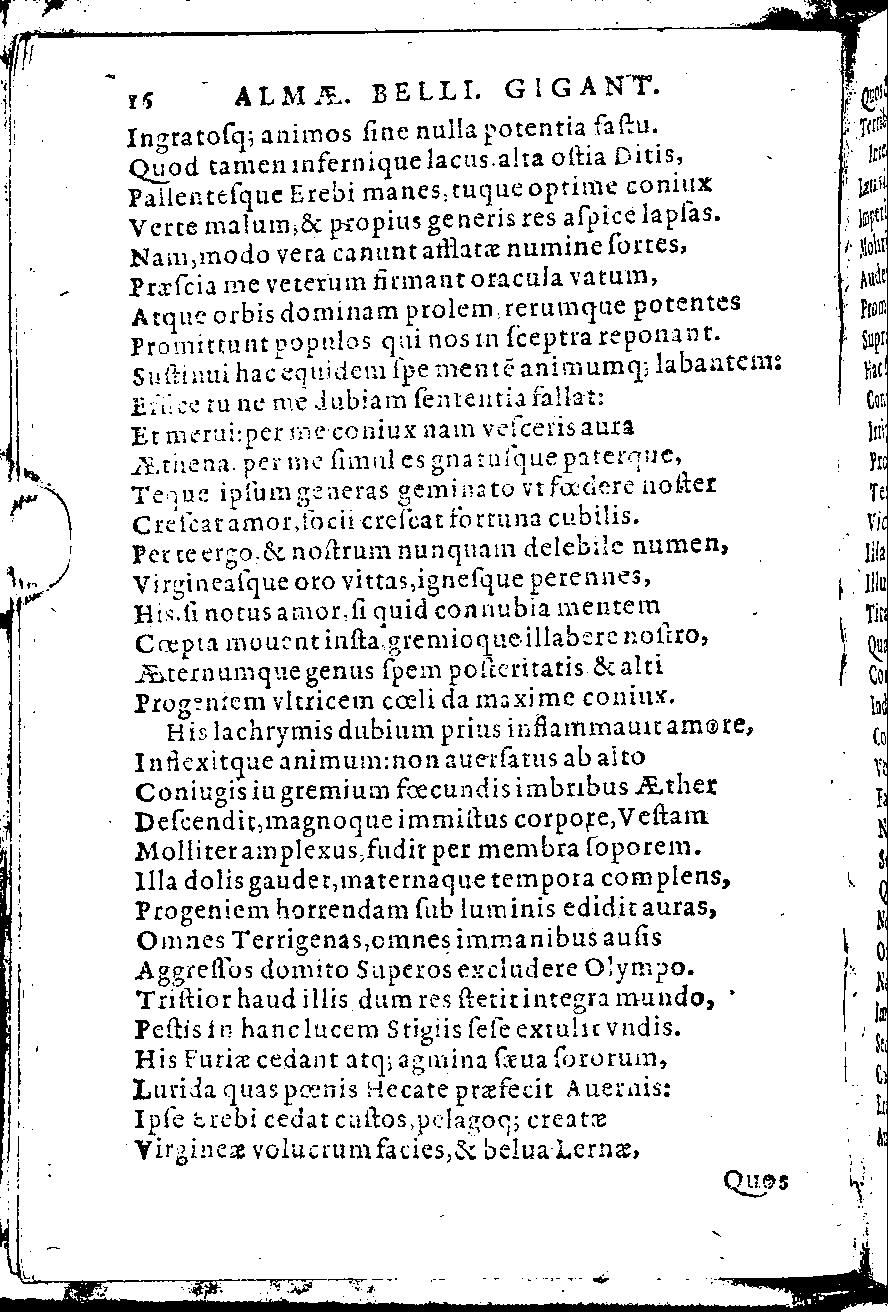 16 ALMÆ. BELLI. GIGANT.
Ingratoſq; animos ſine nulla potentia faſtu.
Quod tamen infernique lacus, alta oſtia Ditis,
Pallenteſque Erebi manes, tuque optime coniux
Verte malum, & propius generis res aſpice lapſas.
Nam, modo vera canunt afflatæ numine ſortes,
Præſcia me veterum firmant oracula vatum,
Atque orbis dominam prolem, rerumque potentes
Promittunt populos qui nos in ſceptra reponant.
Suſtinui hac equidem ſpe mentē animumq; labantem:
Effice tu ne me dubiam ſententia fallat:
Et merui: per me coniux nam veſceris aura
Æthena. per me ſimul es gnatuſque paterque,
Teque ipſum generas geminato vt fœdere noſter
Creſcat amor, ſocii creſcat fortuna cubilis.
Per te ergo, & noſtrum nunquam delebile numen,
Virgineaſque oro vittas, igneſque perennes,
His, ſi notus amor, ſi quid connubia mentem
Cœpta mouent inſta, gremioque illabere noſtro,
Æternumque genus ſpem poſteritatis & alti
Progeniem vltricem cœli da maxime coniux.
His lachrymis dubium prius inflammauit amore,
Inflexitque animum: non auerſatus ab alto
Coniugis iu gremium fœcundis imbribus Æther
Deſcendit, magnoque immiſtus corpore, Veſtam
Molliter amplexus, fudit per membra ſoporem.
Illa dolis gaudet, maternaque tempora complens,
Progeniem horrendam ſub luminis edidit auras,
Omnes Terrigenas, omnes immanibus auſis
Aggreſſos domito Superos excludere Olympo.
Triſtior haud illis dum res ſtetit integra mundo,
Peſtis in hanc lucem Stigiis ſeſe extulit vndis.
His Furiæ cedant atq; agmina ſæua ſororum,
Lurida quas pœnis Hecate præfecit Auernis:
Ipſe Erebi cedat cuſtos, pelagoq; creatæ
Virgineæ volucrum facies, & belua Lernæ,
Quos